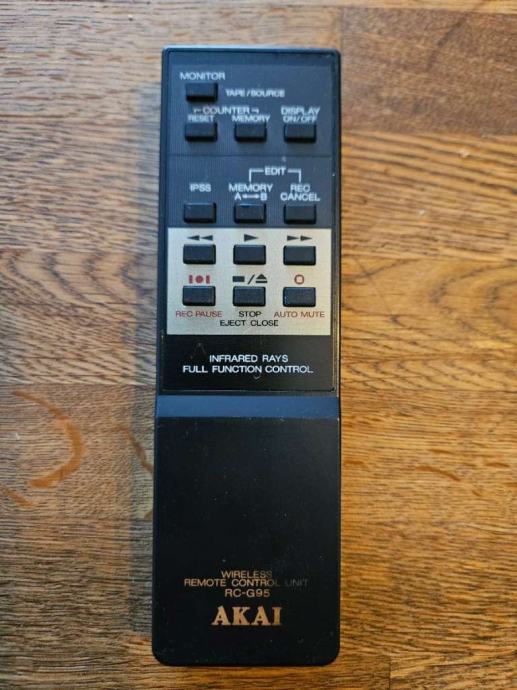 MONITOR
TAPE/SOURCE
COUNTER DISPLAY
RESET MEMORY ON/OFF
EDIT
IPSS MEMORY REC
A↔B CANCEL
◀◀ ▶ ▶▶
REC PAUSE STOP AUTO MUTE
EJECT CLOSE
INFRARED RAYS
FULL FUNCTION CONTROL
WIRELESS
REMOTE CONTROL UNIT
RC-G95
AKAI